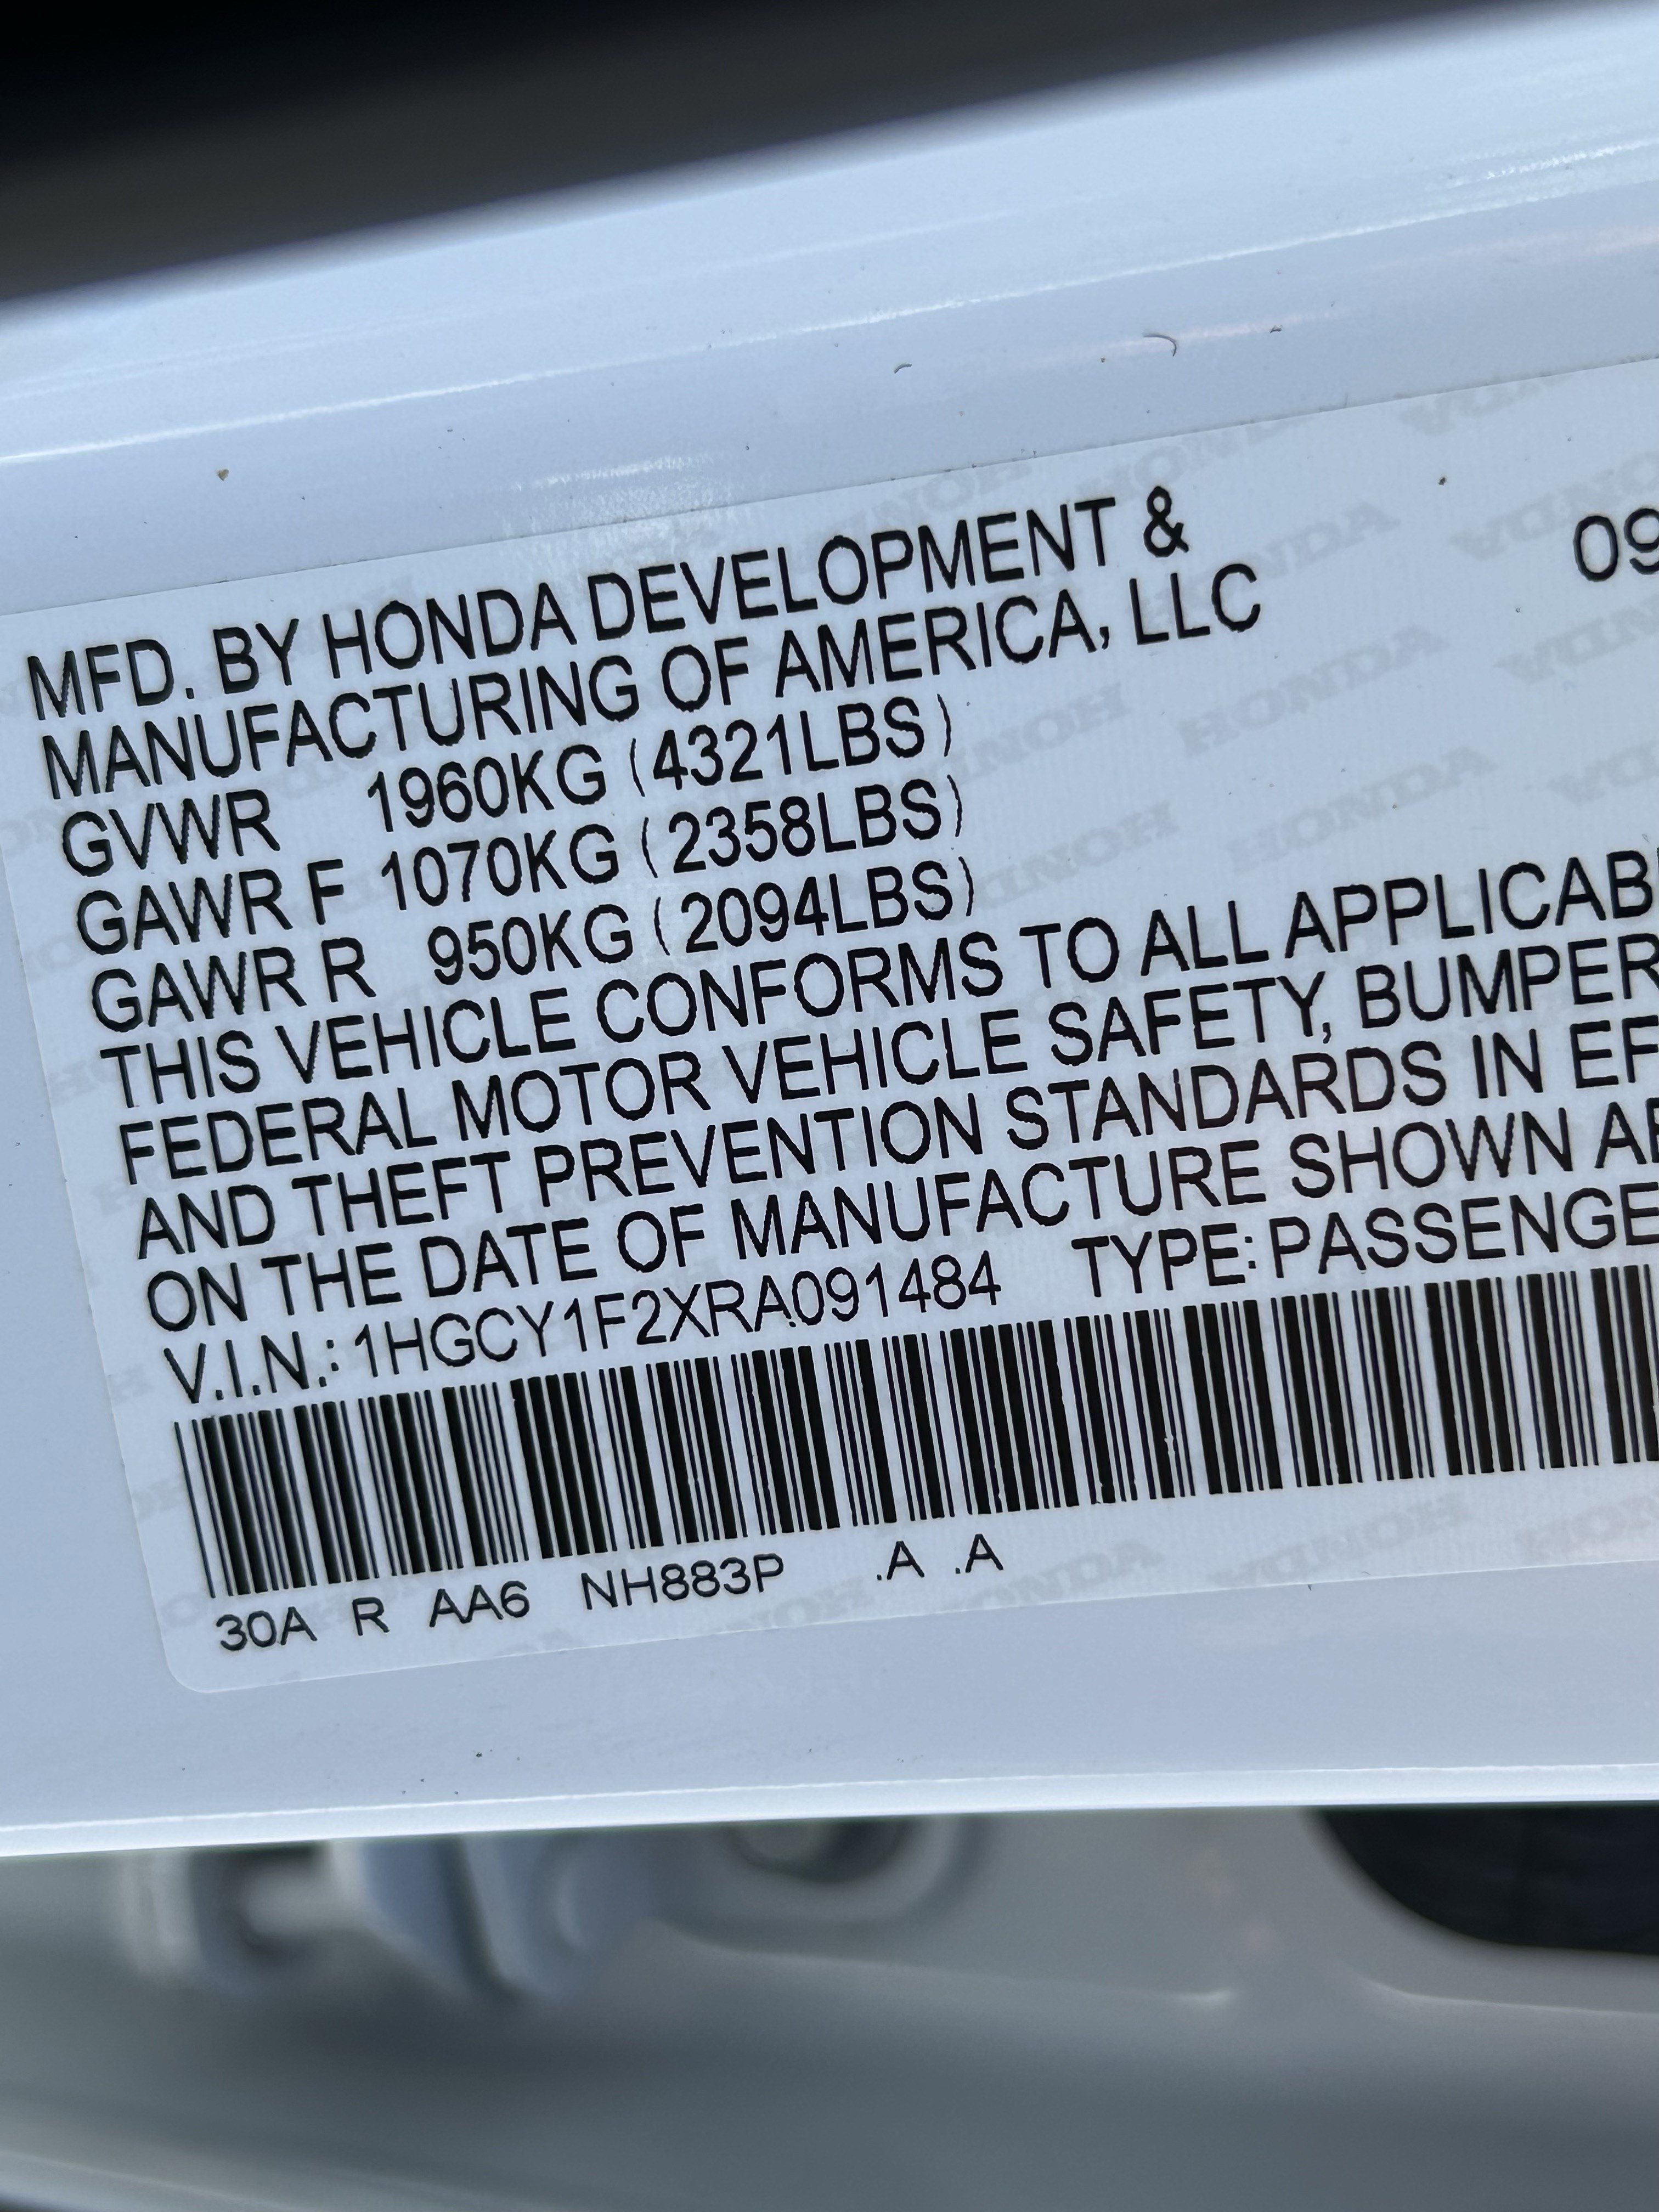 MFD. BY HONDA DEVELOPMENT &
MANUFACTURING OF AMERICA, LLC
09
GVWR 1960KG (4321LBS)
GAWR F 1070KG (2358LBS)
GAWR R 950KG (2094LBS)
THIS VEHICLE CONFORMS TO ALL APPLICAB
FEDERAL MOTOR VEHICLE SAFETY, BUMPER
AND THEFT PREVENTION STANDARDS IN EF
ON THE DATE OF MANUFACTURE SHOWN AB
V.I.N.: 1HGCY1F2XRA091484 TYPE: PASSENGE
30A R AA6 NH883P .A .A